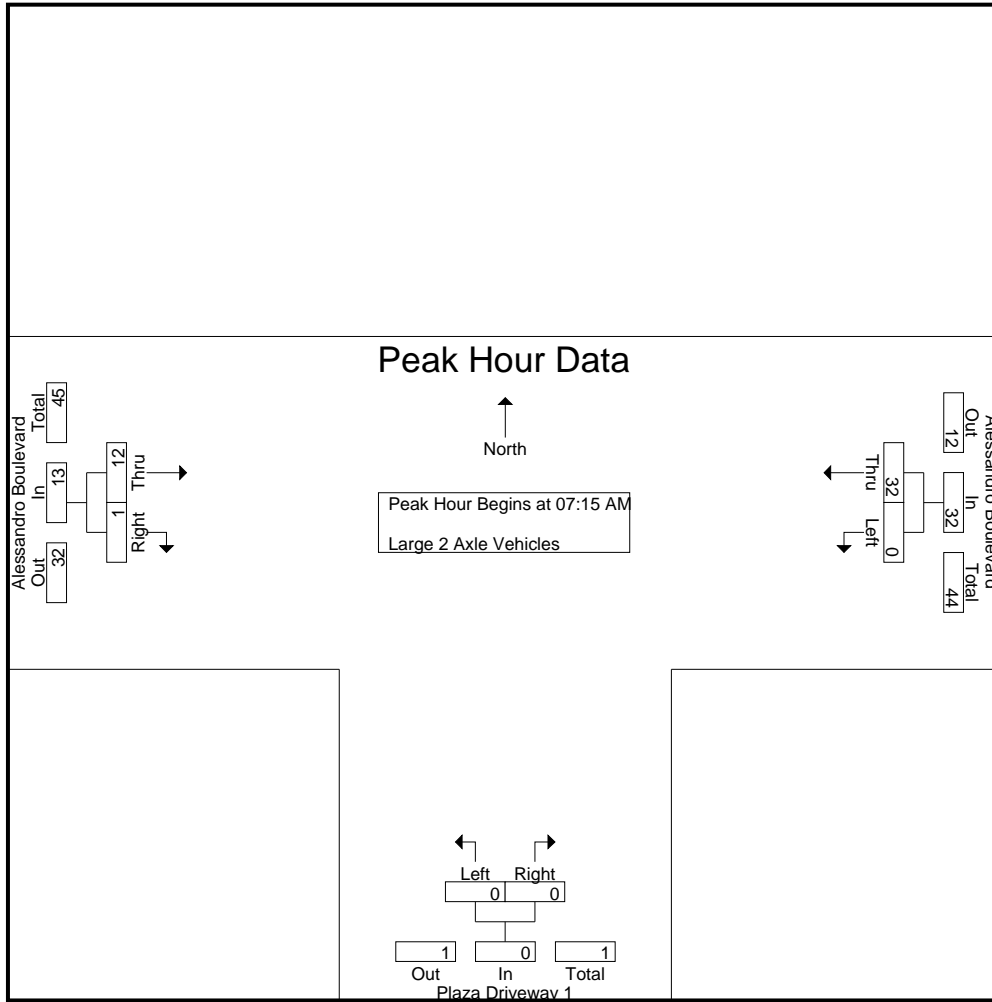 Peak Hour Data
North
Peak Hour Begins at 07:15 AM
Large 2 Axle Vehicles
Alessandro Boulevard
Out In Total
32 13 45
Right Thru
1 12
Alessandro Boulevard
Out In Total
12 32 44
Thru Left
32 0
Left Right
0 0
1 0 1
Out In Total
Plaza Driveway 1